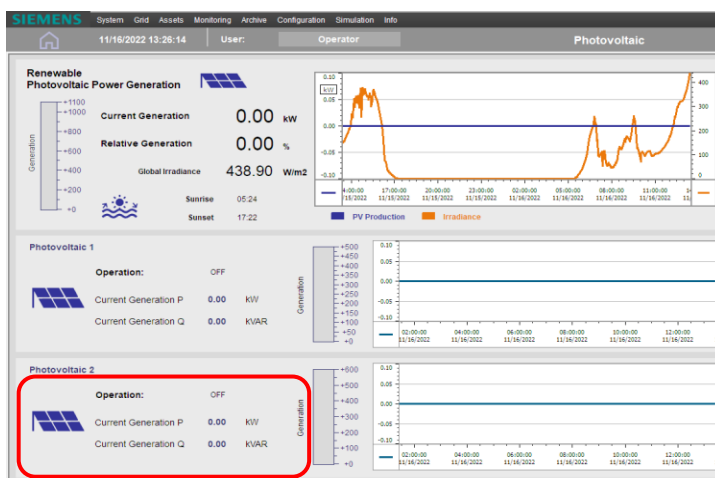 SIEMENS System Grid Assets Monitoring Archive Configuration Simulation Info
11/16/2022 13:26:14 User: Operator Photovoltaic
Renewable
Photovoltaic Power Generation
+1100
+1000
+800
+600
+400
+200
+0
Generation
Current Generation 0.00 kW
Relative Generation 0.00 %
Global Irradiance 438.90 W/m2
Sunrise 05:24
Sunset 17:22
0.10
kW
0.05
0.00
-0.05
-0.10
400
300
200
100
0
4:00:00 17:00:00 20:00:00 23:00:00 02:00:00 05:00:00 08:00:00 11:00:00
/15/2022 11/15/2022 11/15/2022 11/15/2022 11/16/2022 11/16/2022 11/16/2022 11/16/2022
PV Production Irradiance
Photovoltaic 1
Operation: OFF
Current Generation P 0.00 kW
Current Generation Q 0.00 kVAR
Generation
+500
+450
+400
+350
+300
+250
+200
+150
+100
+50
+0
0.10
0.05
0.00
-0.05
-0.10
02:00:00 04:00:00 06:00:00 08:00:00 10:00:00 12:00:00
11/16/2022 11/16/2022 11/16/2022 11/16/2022 11/16/2022 11/16/2022
Photovoltaic 2
Operation: OFF
Current Generation P 0.00 kW
Current Generation Q 0.00 kVAR
Generation
+600
+500
+400
+300
+200
+100
+0
0.10
0.05
0.00
-0.05
-0.10
02:00:00 04:00:00 06:00:00 08:00:00 10:00:00 12:00:00
11/16/2022 11/16/2022 11/16/2022 11/16/2022 11/16/2022 11/16/2022